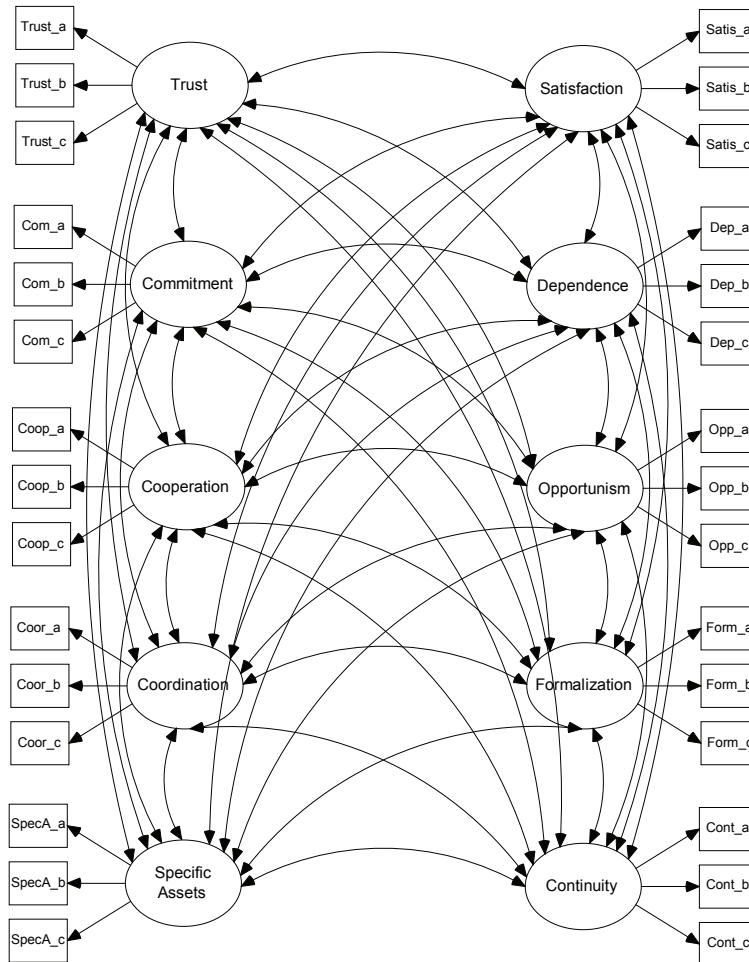 Trust_a
Trust_b
Trust_c
Trust
Satisfaction
Satis_a
Satis_b
Satis_c
Com_a
Com_b
Com_c
Commitment
Dependence
Dep_a
Dep_b
Dep_c
Coop_a
Coop_b
Coop_c
Cooperation
Opportunism
Opp_a
Opp_b
Opp_c
Coor_a
Coor_b
Coor_c
Coordination
Formalization
Form_a
Form_b
Form_c
SpecA_a
SpecA_b
SpecA_c
Specific
Assets
Continuity
Cont_a
Cont_b
Cont_c